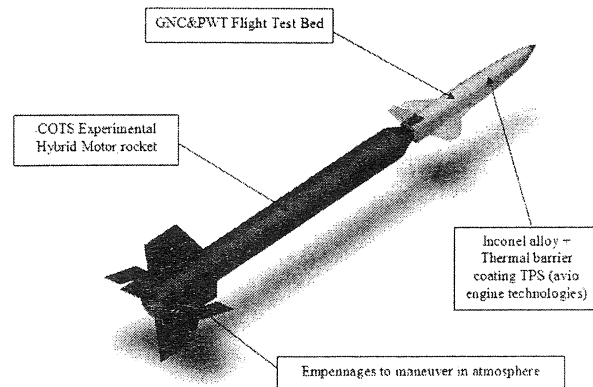 GNC&PWT Flight Test Bed
COTS Experimental
Hybrid Motor rocket
Inconel alloy +
Thermal barrier
coating TPS (avio
engine technologies)
Empennages to maneuver in atmosphere